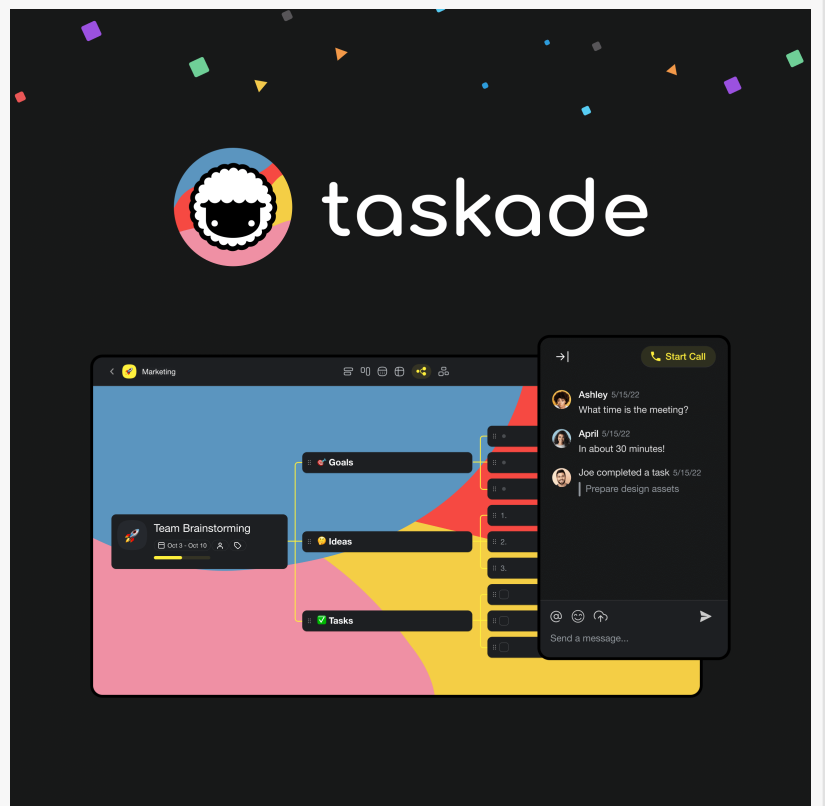 taskade
Marketing
Start Call
Ashley 5/15/22
What time is the meeting?
April 5/15/22
In about 30 minutes!
Joe completed a task 5/15/22
Prepare design assets
Goals
Team Brainstorming
Oct 3 - Oct 10
Ideas
Tasks
1.
2.
3.
@
Send a message...